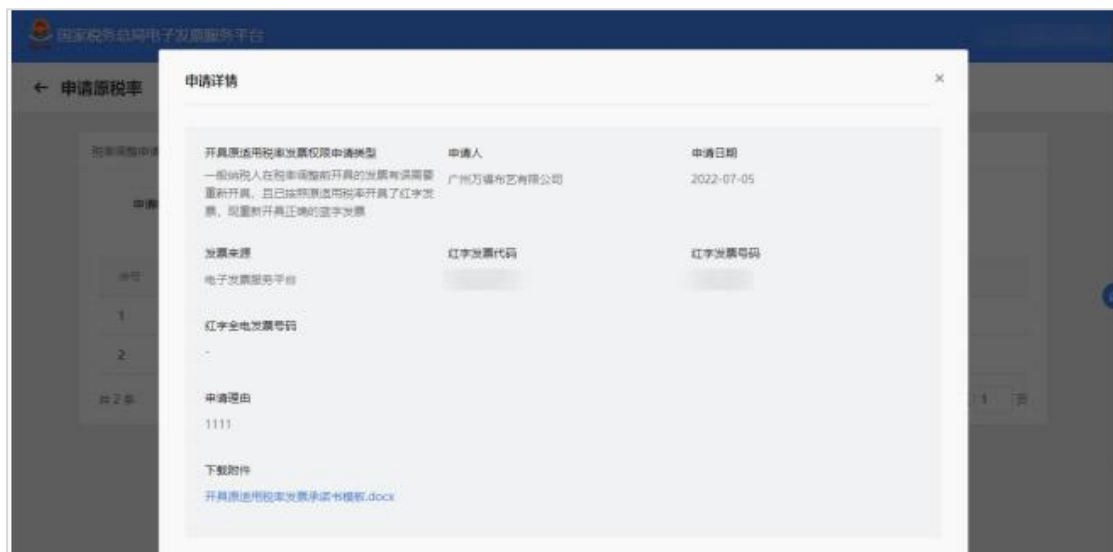 国家税务总局电子发票服务平台
← 申请原税率
申请详情 ×
税率调整申请
开具原适用税率发票权限申请类型 申请人 申请日期
一般纳税人在税率调整前开具的发票有误需要 广州万禧布艺有限公司 2022-07-05
重新开具，且已按照原适用税率开具了红字发
票，现重新开具正确的蓝字发票
申请
发票来源 红字发票代码 红字发票号码
序号 电子发票服务平台
1
红字全电发票号码
2 -
共 2 条 申请理由 1 页
1111
下载附件
开具原适用税率发票承诺书模板.docx